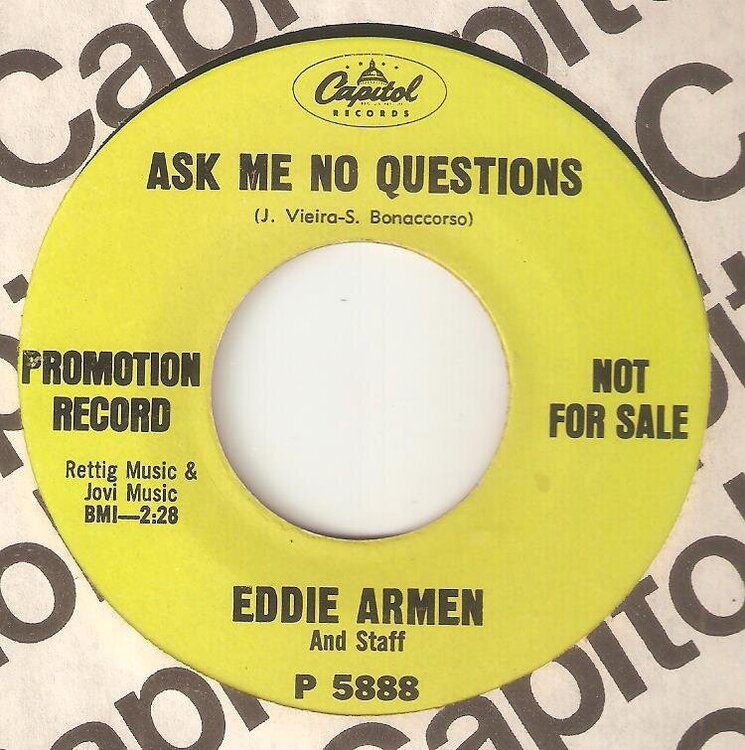 Capitol
RECORDS
ASK ME NO QUESTIONS
(J. Vieira-S. Bonaccorso)
PROMOTION
RECORD
NOT
FOR SALE
Rettig Music &
Jovi Music
BMI—2:28
EDDIE ARMEN
And Staff
P 5888
Capitol
Capitol